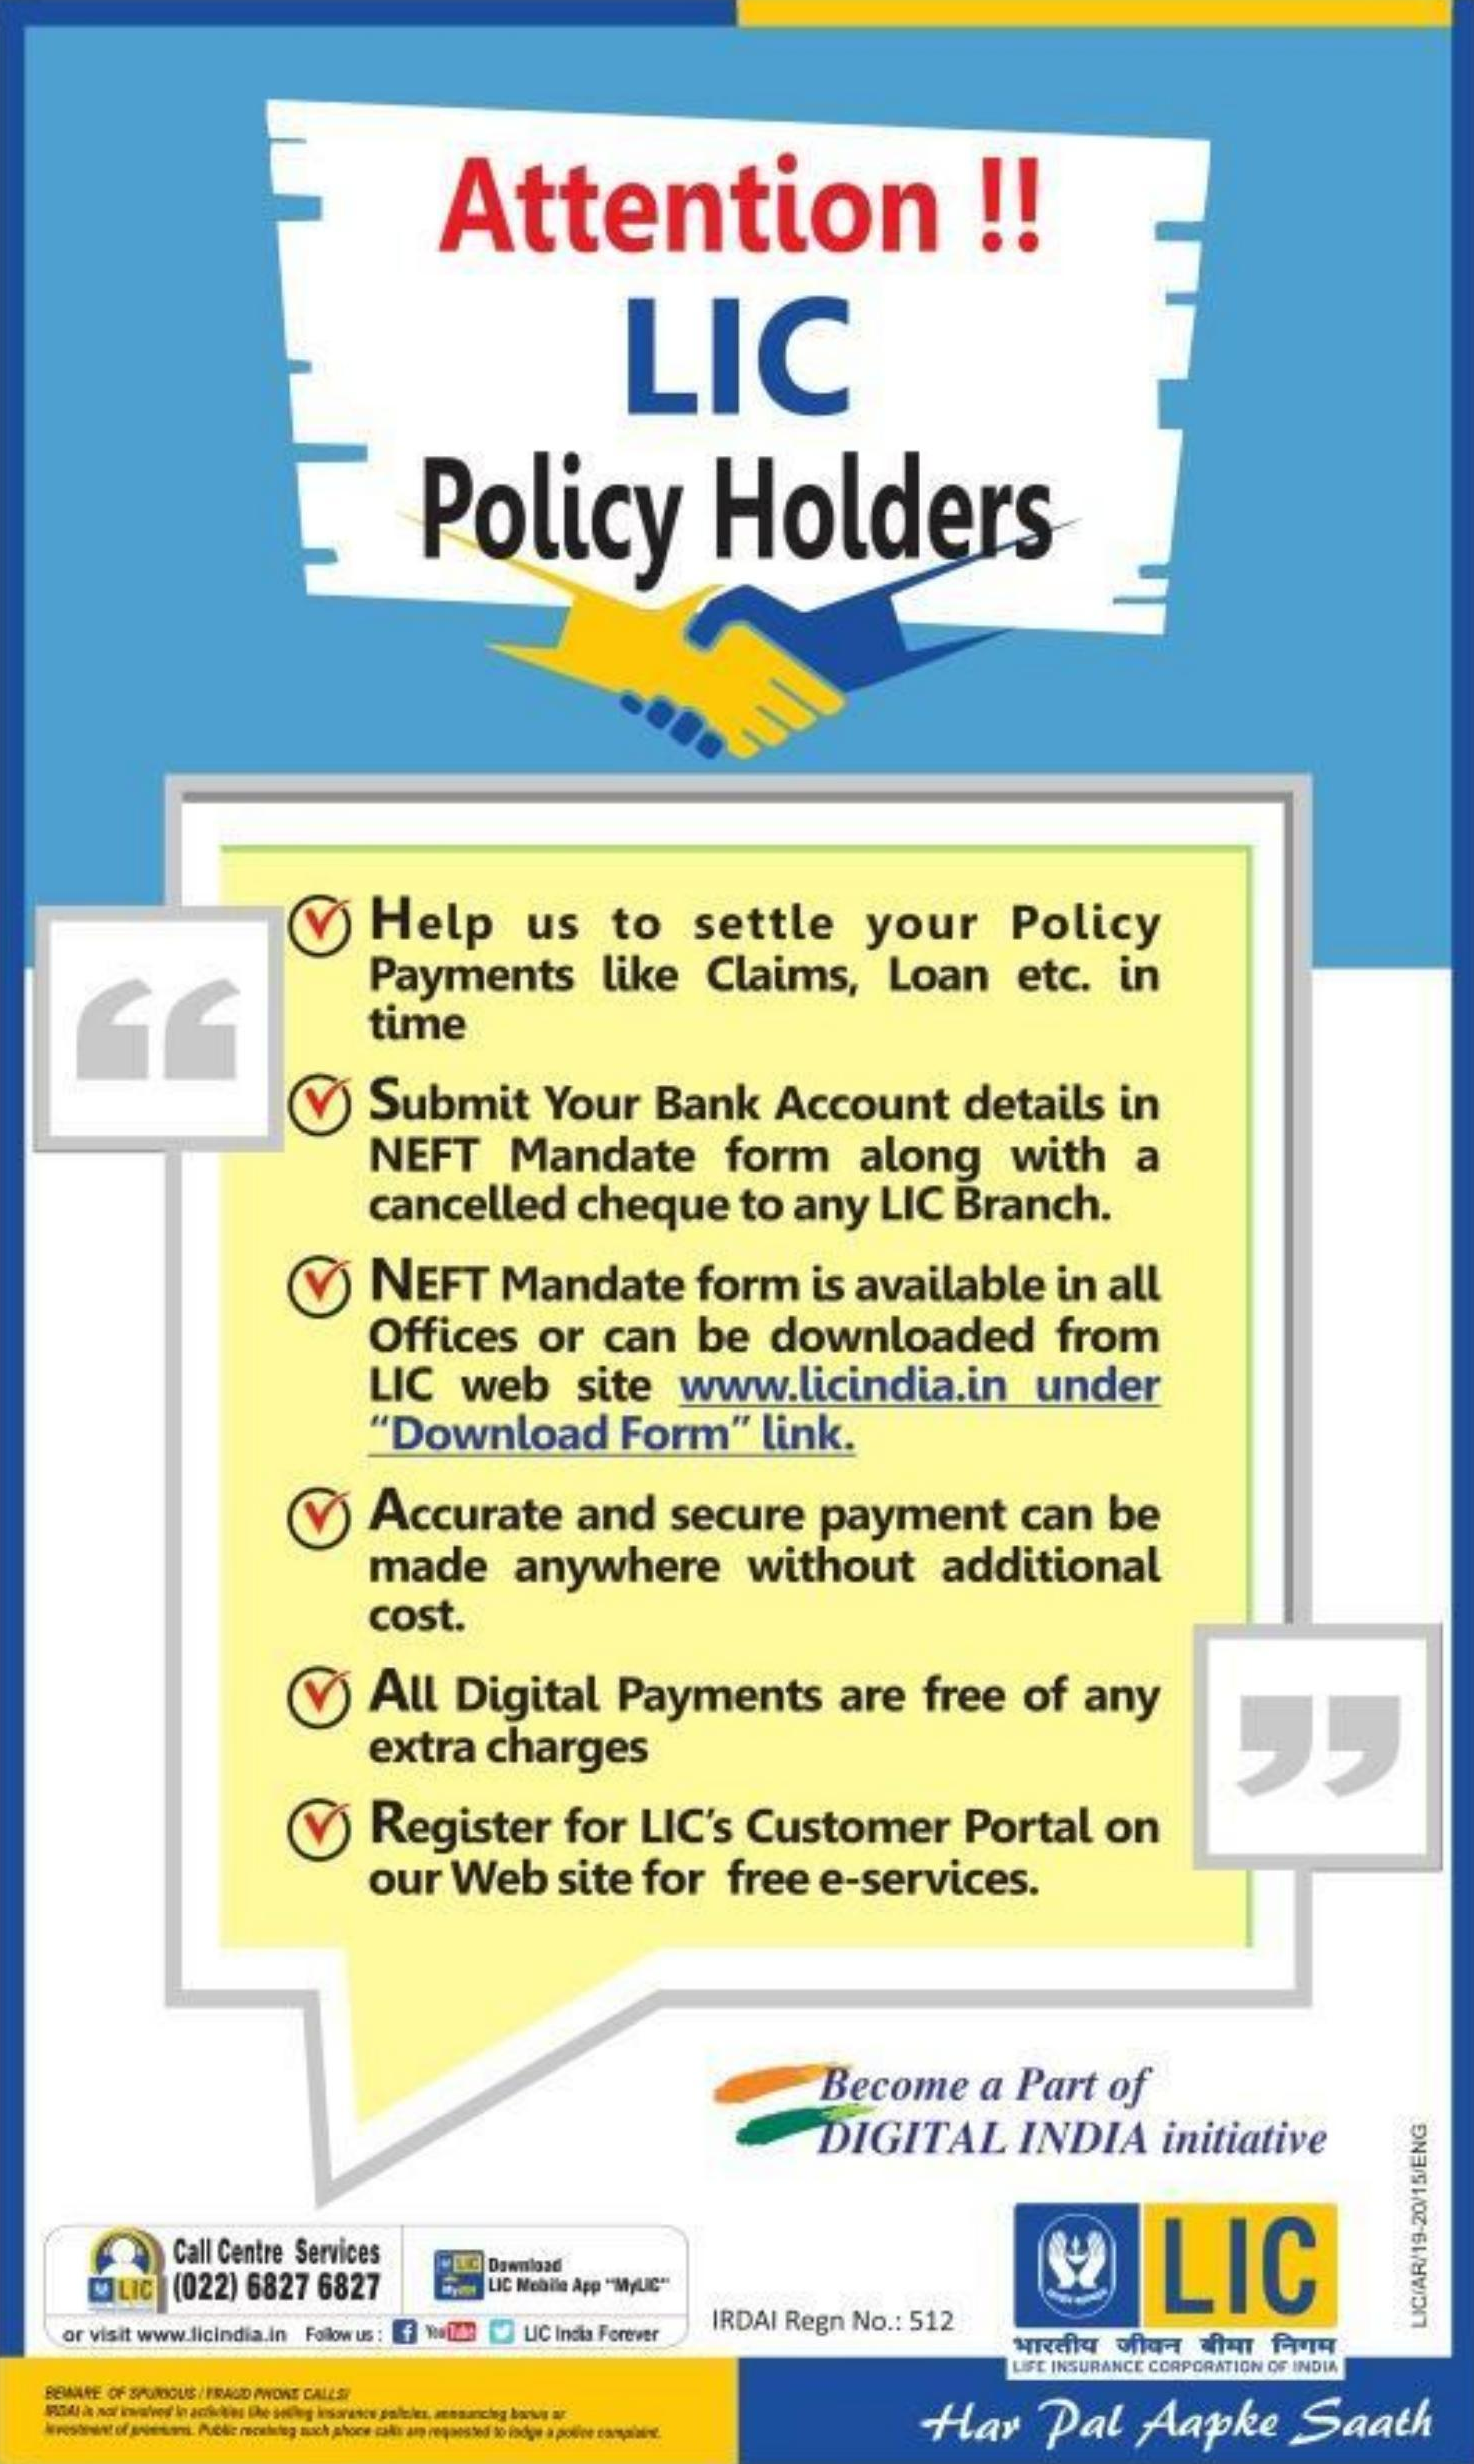 Attention !!
LIC
Policy Holders
Help us to settle your Policy
Payments like Claims, Loan etc. in
time
Submit Your Bank Account details in
NEFT Mandate form along with a
cancelled cheque to any LIC Branch.
NEFT Mandate form is available in all
Offices or can be downloaded from
LIC web site www.licindia.in under
“Download Form” link.
Accurate and secure payment can be
made anywhere without additional
cost.
All Digital Payments are free of any
extra charges
Register for LIC’s Customer Portal on
our Web site for free e-services.
Become a Part of
DIGITAL INDIA initiative
LIC/AR/19-20/15/ENG
Call Centre Services
LIC (022) 6827 6827
Download
LIC Mobile App "MyLIC"
or visit www.licindia.in Follow us : YouTube LIC India Forever
IRDAI Regn No.: 512
LIC
भारतीय जीवन बीमा निगम
LIFE INSURANCE CORPORATION OF INDIA
BEWARE OF SPURIOUS / FRAUD PHONE CALLS!
IRDAI is not involved in activities like selling insurance policies, announcing bonus or
investment of premiums. Public receiving such phone calls are requested to lodge a police complaint.
Har Pal Aapke Saath